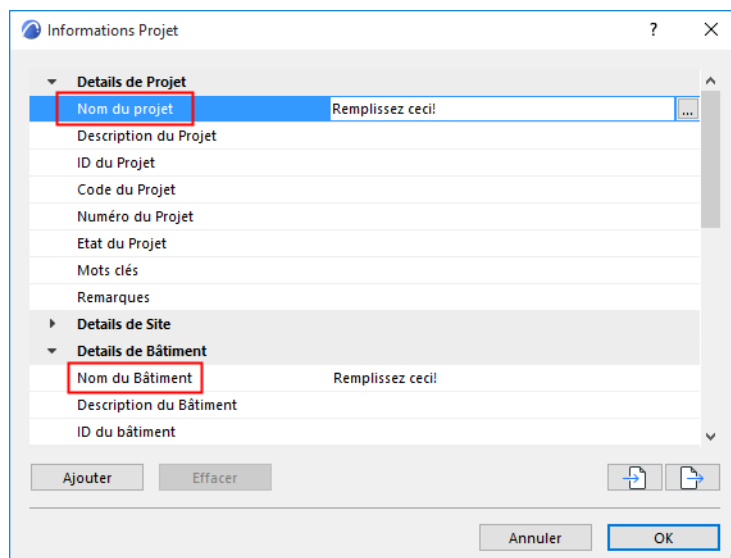 Informations Projet ? ✕
Details de Projet
Nom du projet Remplissez ceci! ...
Description du Projet
ID du Projet
Code du Projet
Numéro du Projet
Etat du Projet
Mots clés
Remarques
Details de Site
Details de Bâtiment
Nom du Bâtiment Remplissez ceci!
Description du Bâtiment
ID du bâtiment
Ajouter Effacer
Annuler OK